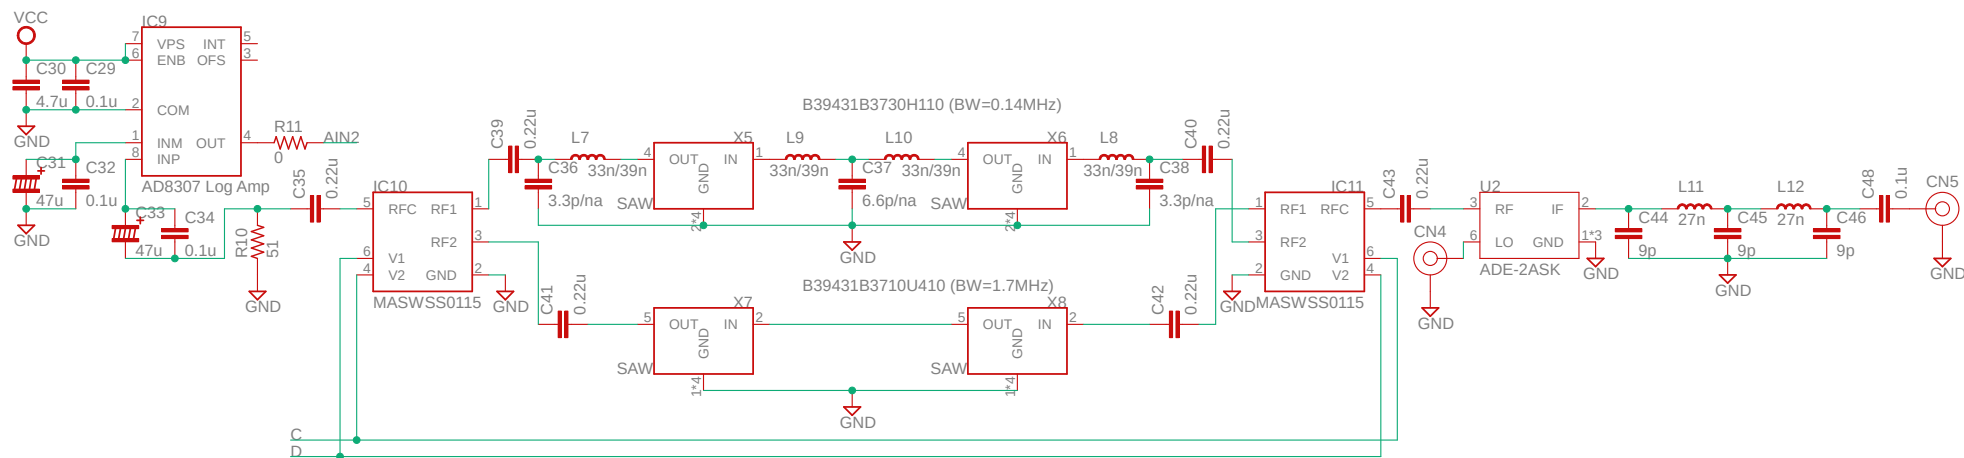 VCC
IC9
7 VPS INT 5
6 ENB OFS 3
C30 C29
4.7u 0.1u
2 COM
GND
1 INM OUT 4
8 INP
R11
0
AIN2
AD8307 Log Amp
C31 C32
47u 0.1u
GND
C33 C34
47u 0.1u
R10
51
GND
C35
0.22u
IC10
5 RFC RF1 1
RF2 3
6 V1
4 V2 GND 2
MASWSS0115
GND
C39
0.22u
B39431B3730H110 (BW=0.14MHz)
L7 X5 L9 L10 X6 L8
4 OUT IN 1
GND
4 OUT IN 1
GND
C36 33n/39n 33n/39n C37 33n/39n 33n/39n C38
3.3p/na SAW 6.6p/na SAW 3.3p/na
2*4 2*4
GND
C40
0.22u
B39431B3710U410 (BW=1.7MHz)
C41
0.22u
X7 X8
5 OUT IN 2
GND
5 OUT IN 2
GND
SAW SAW
1*4 1*4
GND
C42
0.22u
IC11
1 RF1 RFC 5
3 RF2
V1 6
2 GND V2 4
GND
MASWSS0115
C43
0.22u
CN4
GND
U2
3 RF IF 2
6 LO GND 1*3
ADE-2ASK
GND
L11 L12
27n 27n
C44 C45 C46
9p 9p 9p
GND
C48
0.1u
CN5
GND
C
D